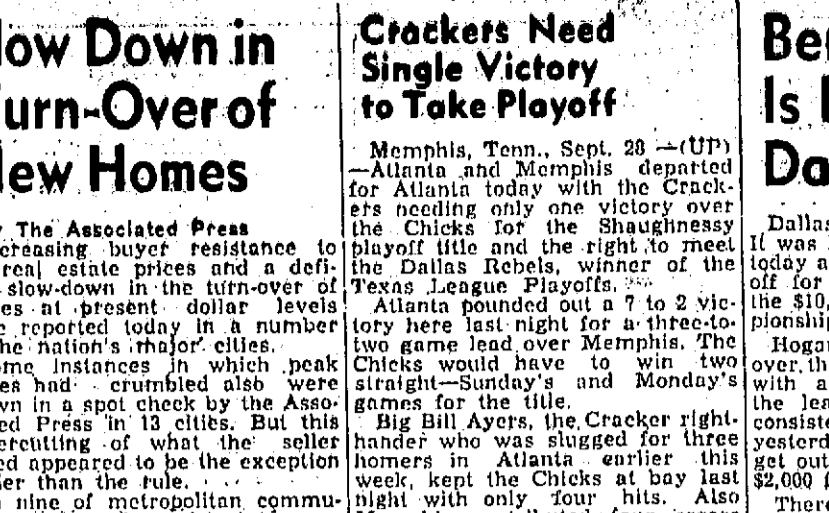 low Down in
urn-Over of
lew Homes
The Associated Press
creasing buyer resistance to
real estate prices and a defi-
slow-down in the turn-over of
es at present dollar levels
e reported today in a number
he nation's major cities.
me instances in which peak
es had crumbled also were
wn in a spot check by the Asso-
ed Press in 13 cities. But this
ercutting of what the seller
ed appeared to be the exception
er than the rule.
nine of metropolitan commu-
Crackers Need
Single Victory
to Take Playoff
Memphis, Tenn., Sept. 28 —(UP)
—Atlanta and Memphis departed
for Atlanta today with the Crack-
ers needing only one victory over
the Chicks for the Shaughnessy
playoff title and the right to meet
the Dallas Rebels, winner of the
Texas League Playoffs.
Atlanta pounded out a 7 to 2 vic-
tory here last night for a three-to-
two game lead over Memphis. The
Chicks would have to win two
straight—Sunday's and Monday's
games for the title.
Big Bill Ayers, the Cracker right-
hander who was slugged for three
homers in Atlanta earlier this
week, kept the Chicks at bay last
night with only four hits. Also
Be
Is
Da
Dallas
It was
today a
off for
the $10,
pionship
Hogan
over th
with a
the lea
consiste
yesterd
get out
$2,000
There